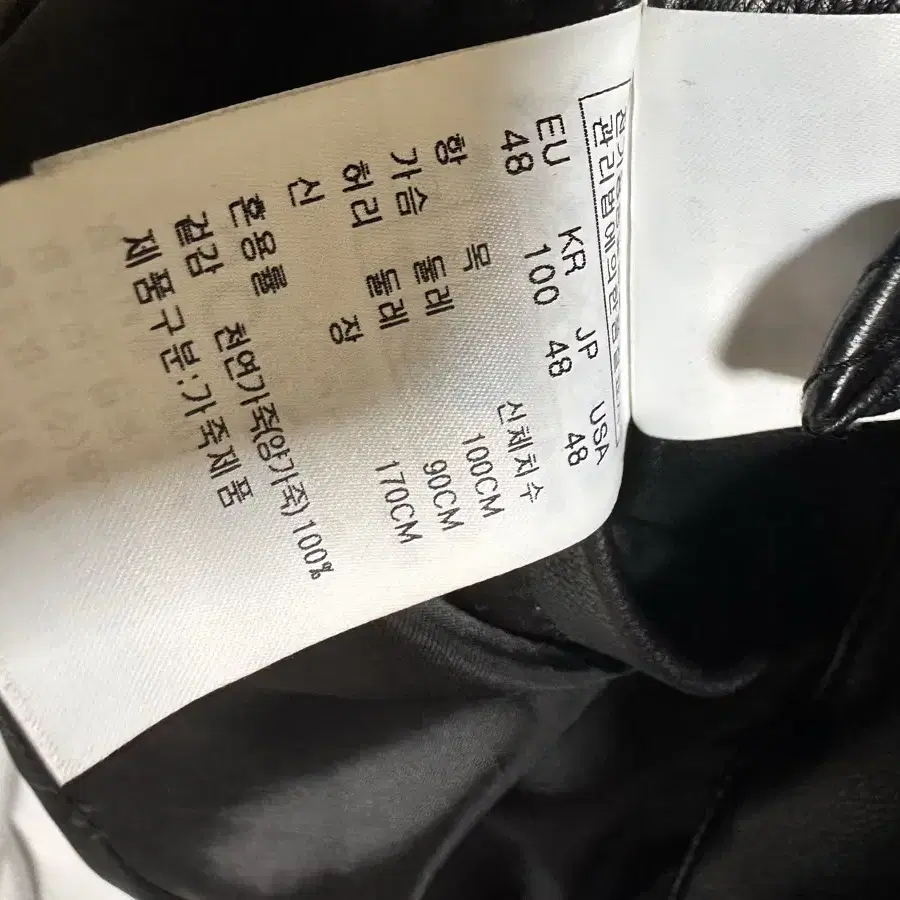 관리법에의한품
EU KR JP USA
48 100 48 48
항 목 신체치수
가슴 둘레 100CM
허리 둘레 90CM
신 장 170CM
혼용률 천연가죽(양가죽)100%
겉감
제품구분:가죽제품